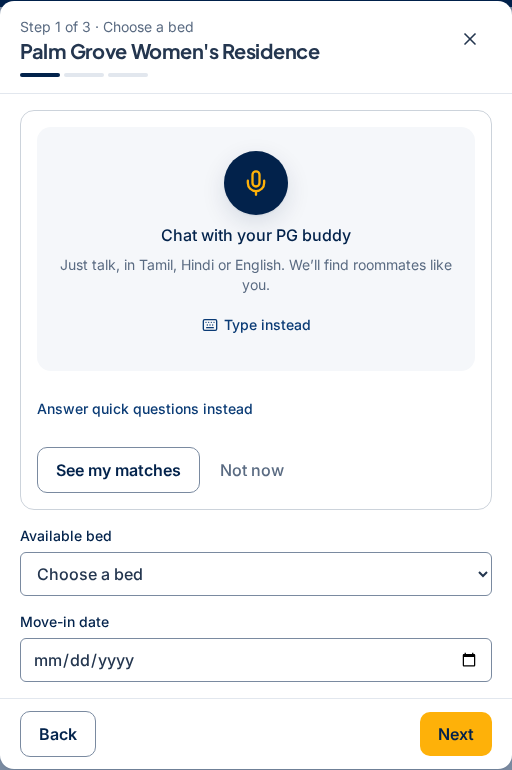 Step 1 of 3 · Choose a bed
Palm Grove Women's Residence
Chat with your PG buddy
Just talk, in Tamil, Hindi or English. We’ll find roommates like
you.
Type instead
Answer quick questions instead
See my matches
Not now
Available bed
Choose a bed
Move-in date
mm/dd/yyyy
Back
Next